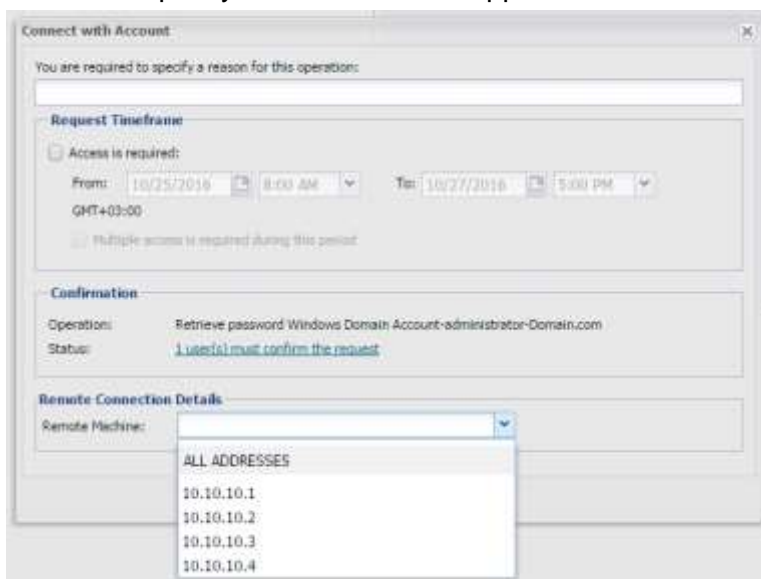 Connect with Account
You are required to specify a reason for this operation:
Request Timeframe
Access is required:
From: 10/25/2016 8:00 AM To: 10/27/2016 5:00 PM
GMT+03:00
Multiple access is required during this period
Confirmation
Operation: Retrieve password Windows Domain Account-administrator-Domain.com
Status: 1 user(s) must confirm the request
Remote Connection Details
Remote Machine:
ALL ADDRESSES
10.10.10.1
10.10.10.2
10.10.10.3
10.10.10.4